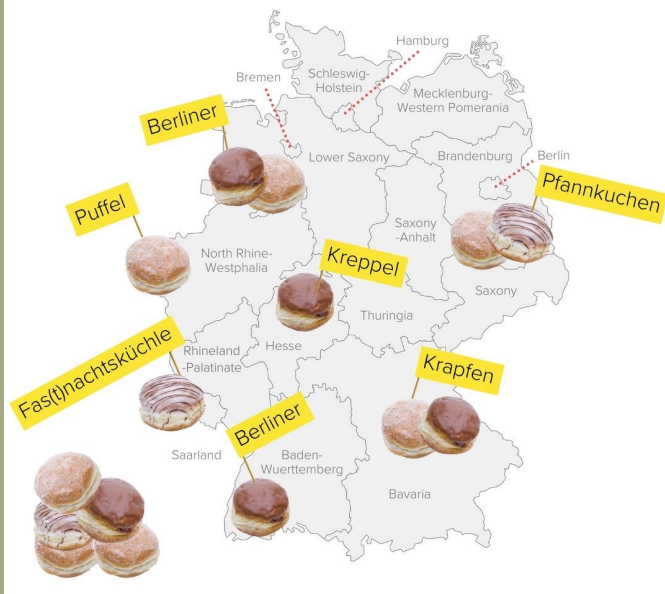 Hamburg
Bremen
Schleswig-
Holstein
Mecklenburg-
Western Pomerania
Berliner
Lower Saxony
Brandenburg
Berlin
Pfannkuchen
Puffel
Saxony
-Anhalt
North Rhine-
Westphalia
Kreppel
Saxony
Thuringia
Hesse
Rhineland
-Palatinate
Fas(t)nachtsküchle
Krapfen
Berliner
Saarland
Baden-
Wuerttemberg
Bavaria